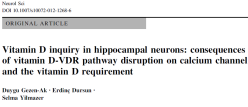 Neurol Sci
DOI 10.1007/s10072-012-1268-6
ORIGINAL ARTICLE
Vitamin D inquiry in hippocampal neurons: consequences
of vitamin D-VDR pathway disruption on calcium channel
and the vitamin D requirement
Duygu Gezen-Ak · Erdinç Dursun ·
Selma Yilmazer